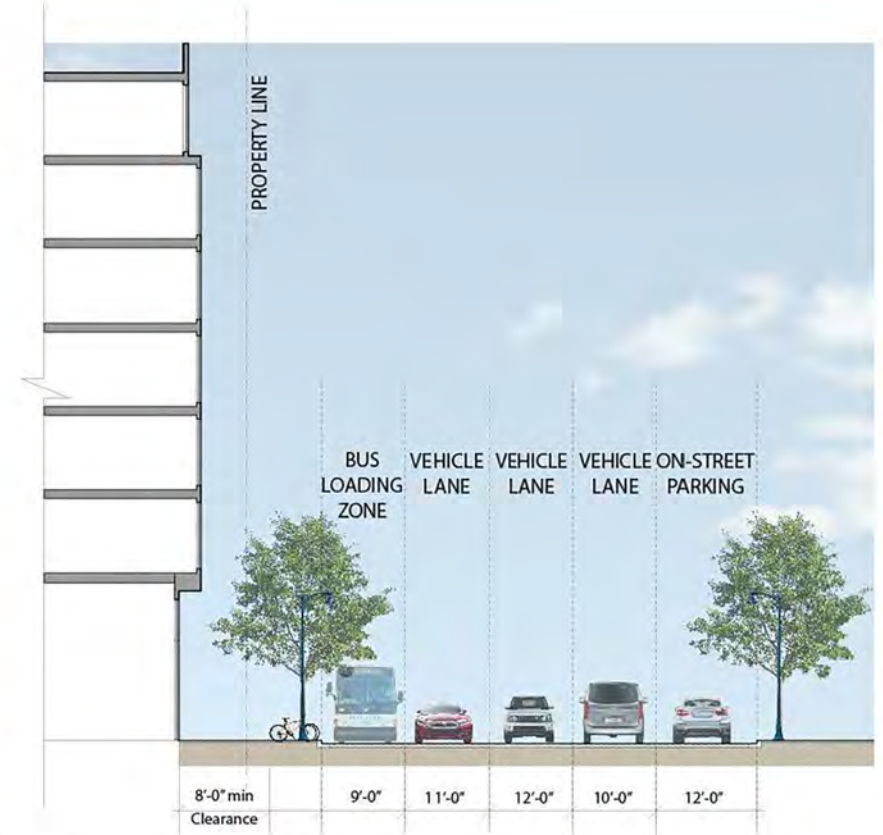 PROPERTY LINE
BUS
LOADING
ZONE
VEHICLE
LANE
VEHICLE
LANE
VEHICLE
LANE
ON-STREET
PARKING
8'-0" min
Clearance
9'-0"
11'-0"
12'-0"
10'-0"
12'-0"